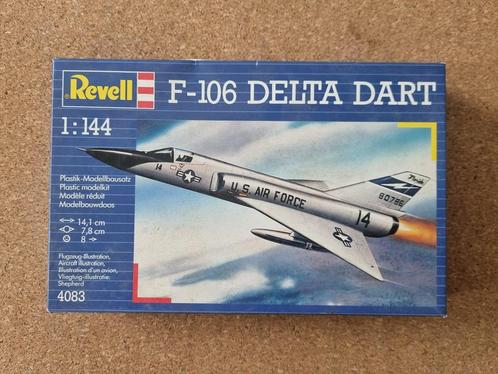 Revell
F-106 DELTA DART
1:144
Plastik-Modellbausatz
Plastic modelkit
Modèle réduit
Modelbouwdoos
14,1 cm
7,8 cm
8
Flugzeug-Illustration,
Aircraft illustration,
Illustration d'un avion,
Vliegtuig-illustratie:
Shepherd
4083
14
U.S. AIR FORCE
80786
14